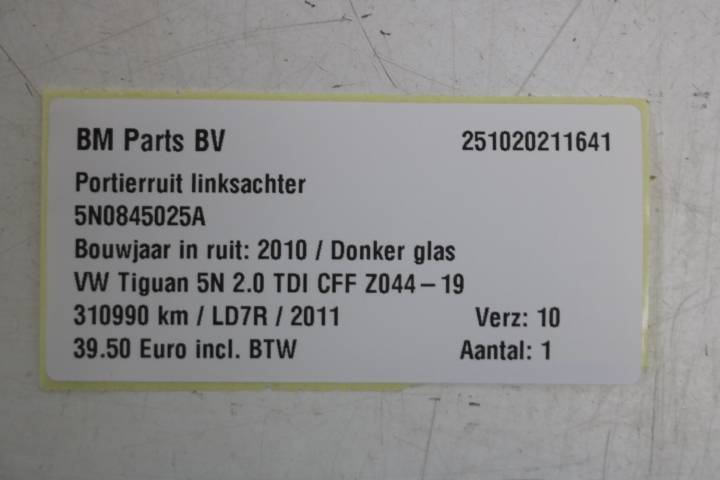 BM Parts BV 251020211641
Portierruit linksachter
5N0845025A
Bouwjaar in ruit: 2010 / Donker glas
VW Tiguan 5N 2.0 TDI CFF Z044-19
310990 km / LD7R / 2011 Verz: 10
39.50 Euro incl. BTW Aantal: 1